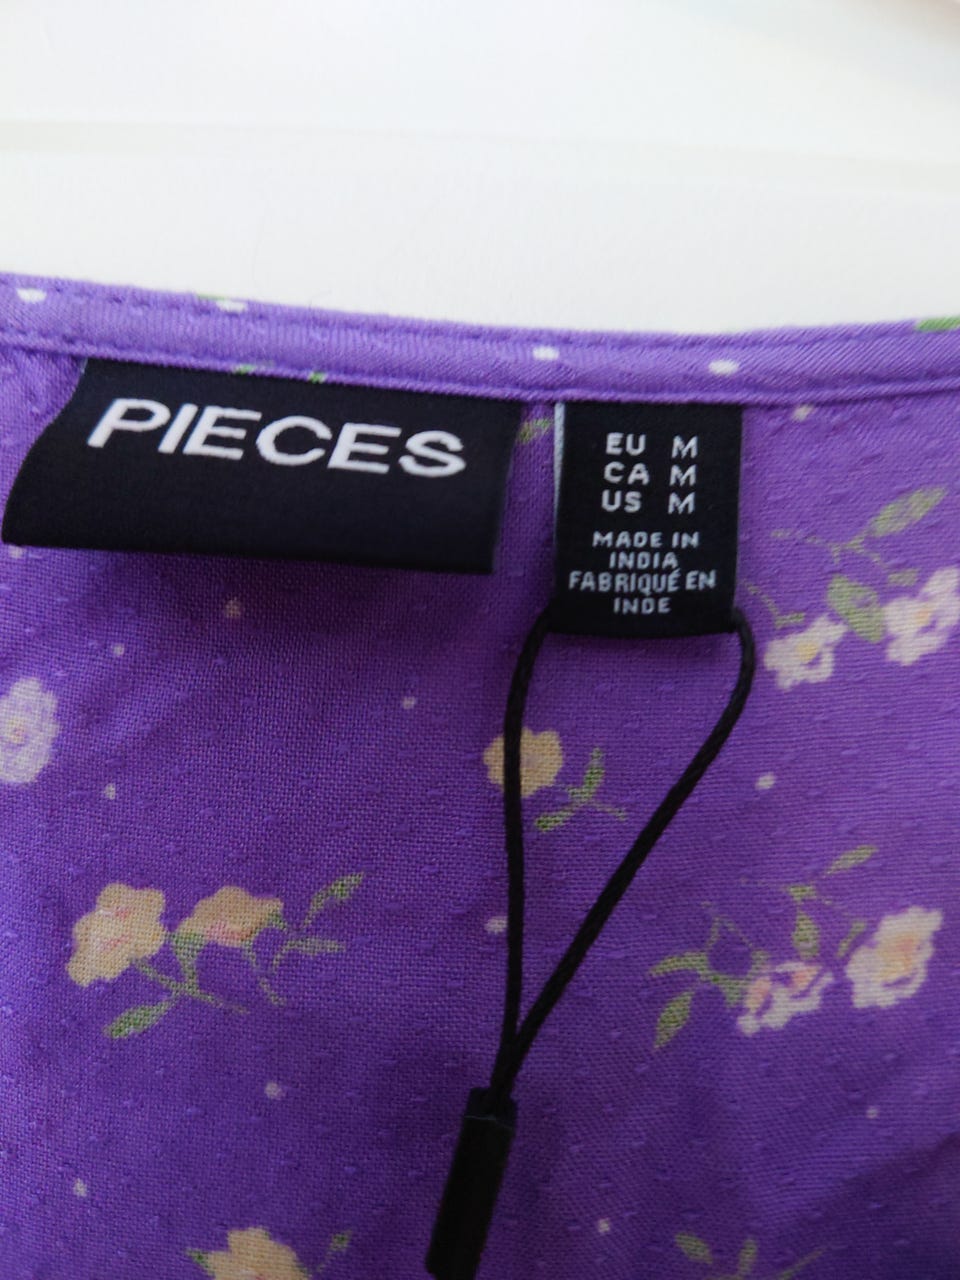 PIECES
EU M
CA M
US M
MADE IN
INDIA
FABRIQUÉ EN
INDE